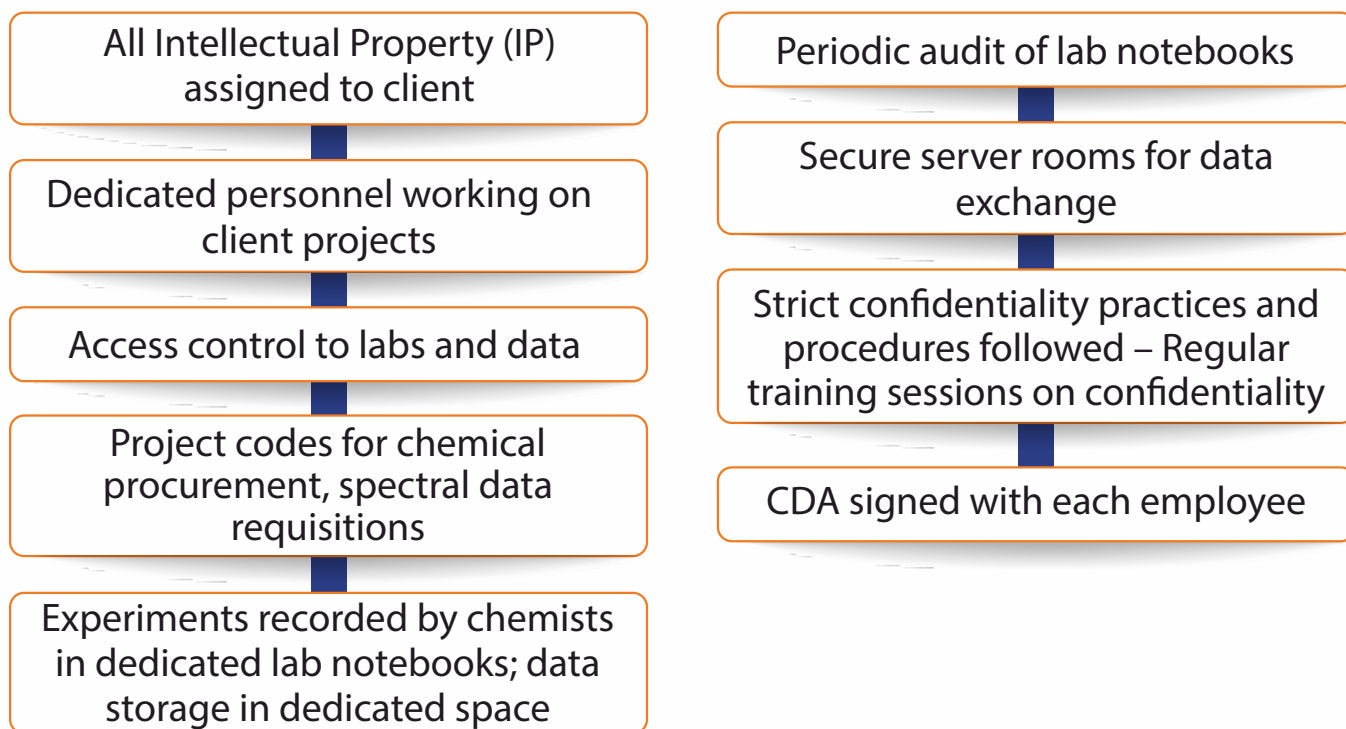 All Intellectual Property (IP)
assigned to client
Dedicated personnel working on
client projects
Access control to labs and data
Project codes for chemical
procurement, spectral data
requisitions
Experiments recorded by chemists
in dedicated lab notebooks; data
storage in dedicated space
Periodic audit of lab notebooks
Secure server rooms for data
exchange
Strict confidentiality practices and
procedures followed – Regular
training sessions on confidentiality
CDA signed with each employee